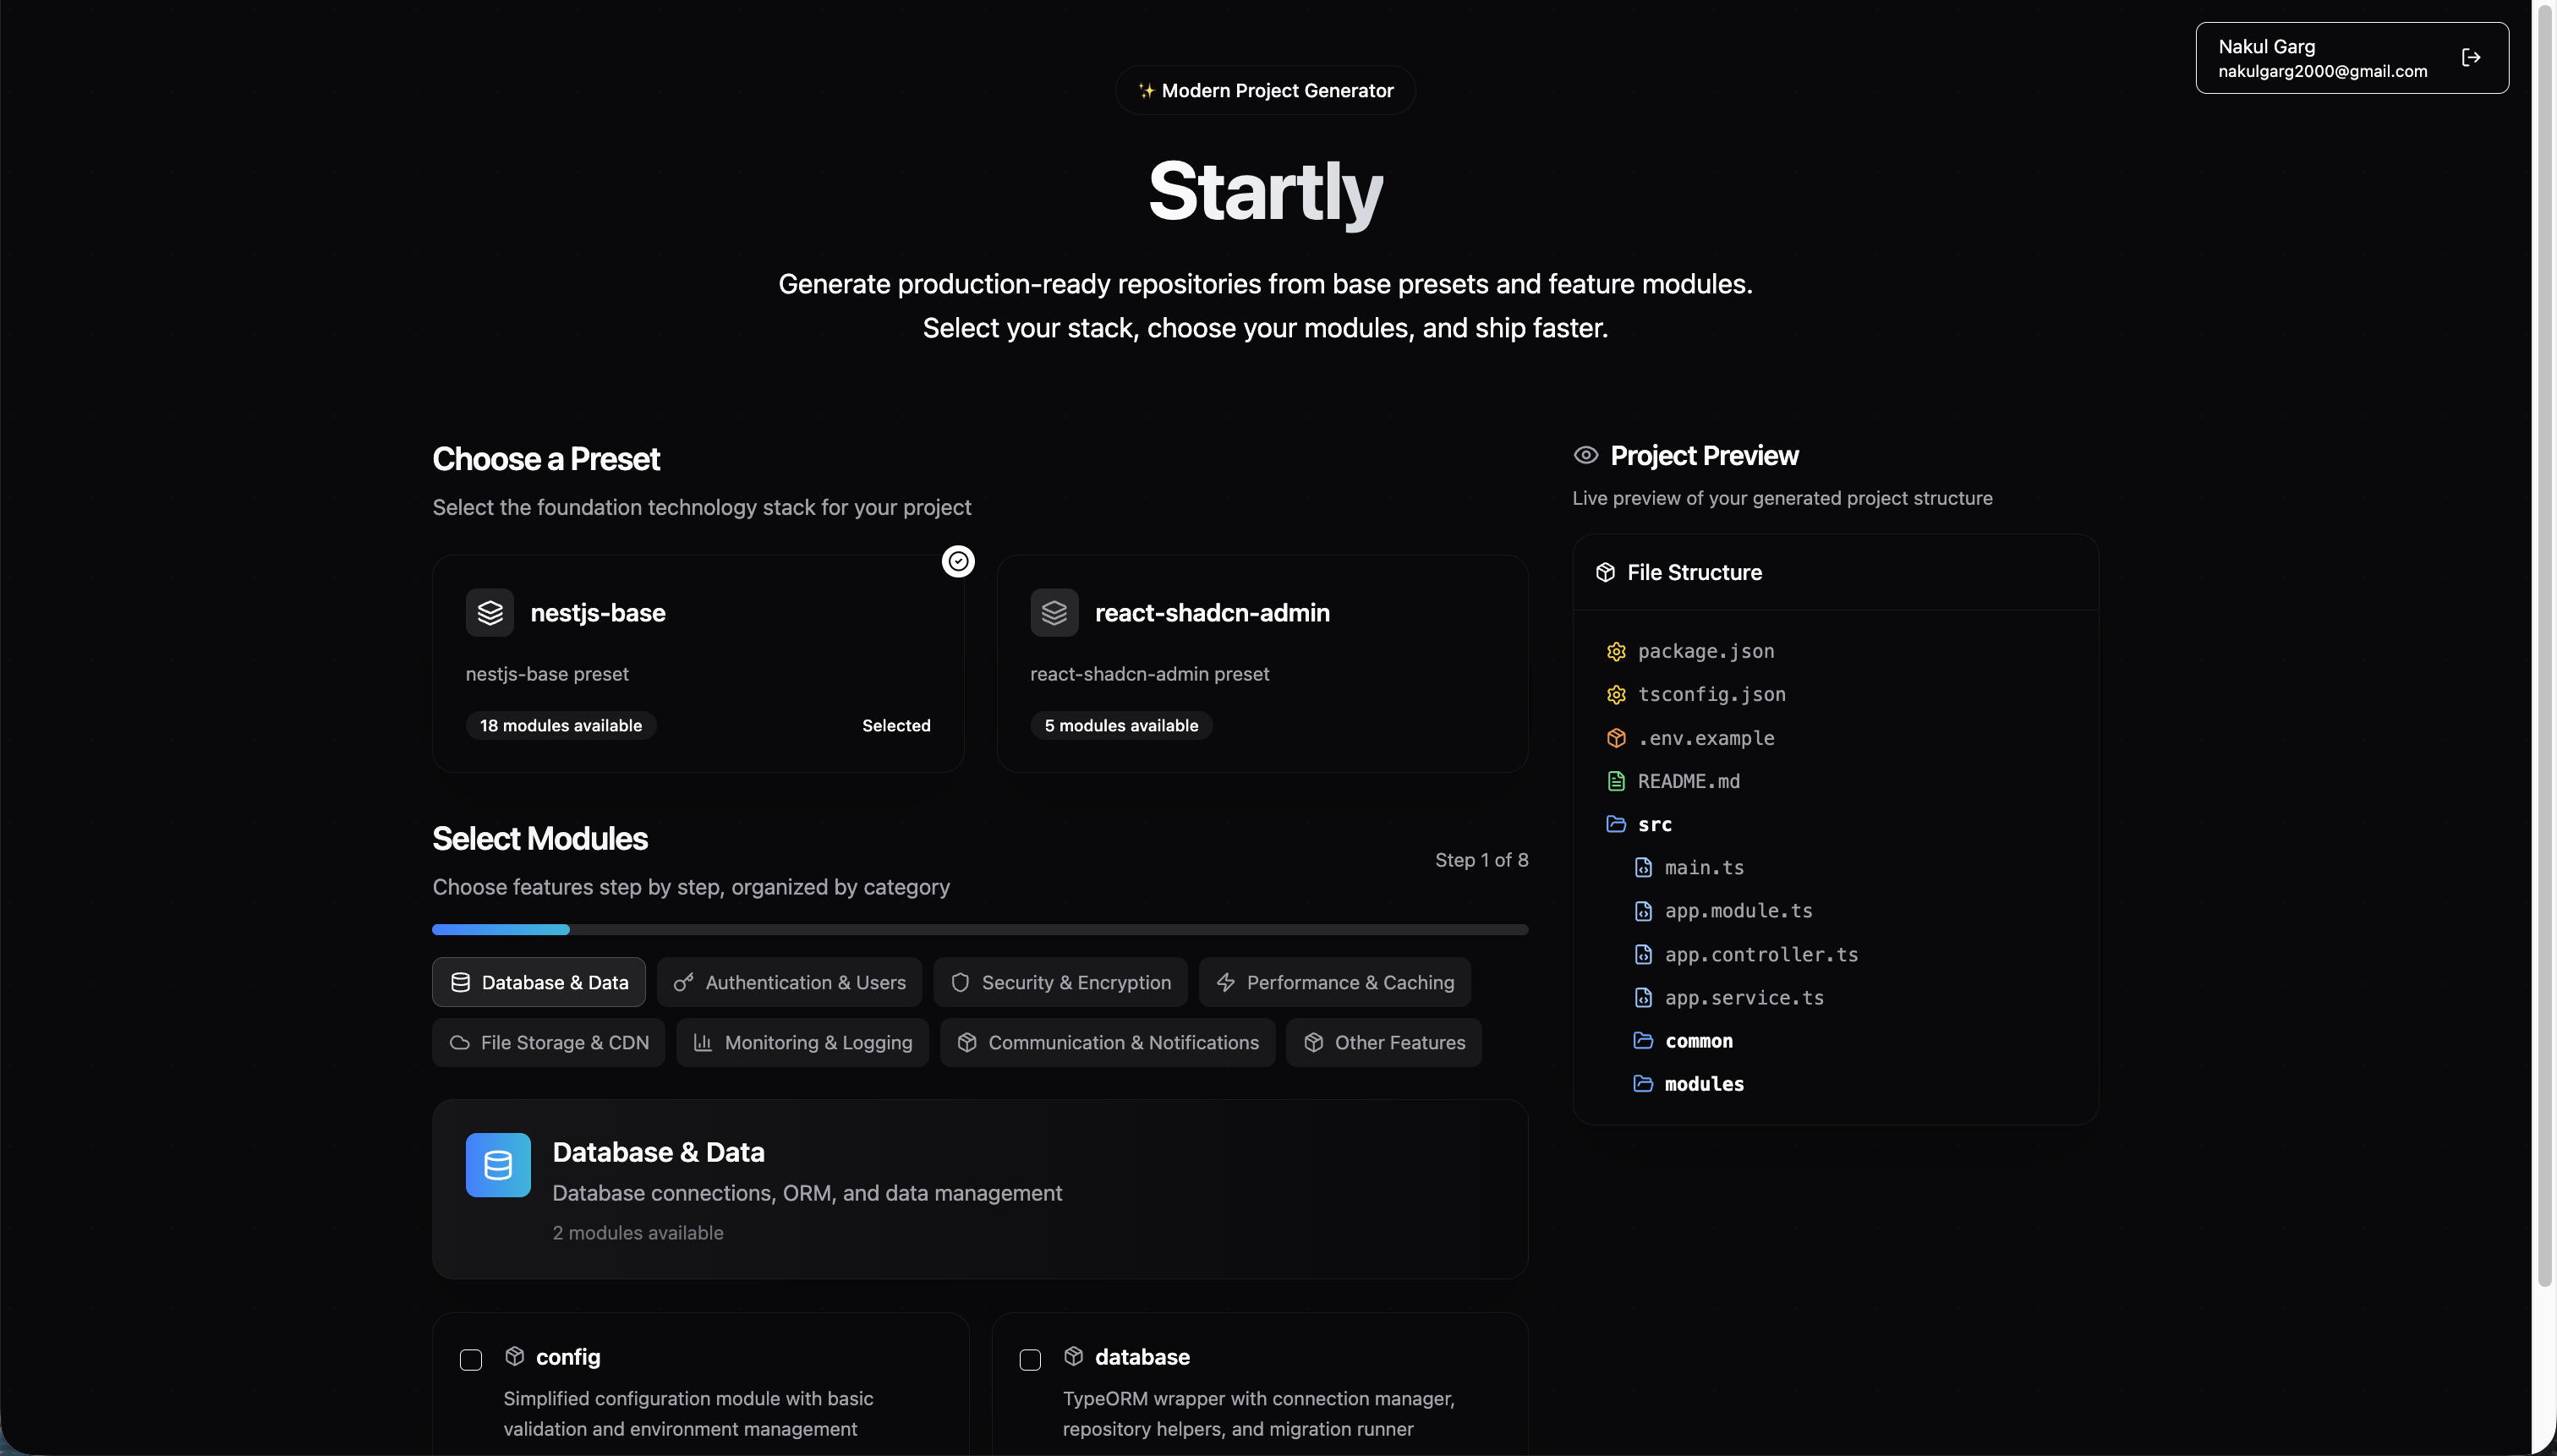 Nakul Garg
nakulgarg2000@gmail.com
✨ Modern Project Generator
Startly
Generate production-ready repositories from base presets and feature modules.
Select your stack, choose your modules, and ship faster.
Choose a Preset
Select the foundation technology stack for your project
nestjs-base
nestjs-base preset
18 modules available
Selected
react-shadcn-admin
react-shadcn-admin preset
5 modules available
Select Modules
Choose features step by step, organized by category
Step 1 of 8
Database & Data
Authentication & Users
Security & Encryption
Performance & Caching
File Storage & CDN
Monitoring & Logging
Communication & Notifications
Other Features
Database & Data
Database connections, ORM, and data management
2 modules available
config
Simplified configuration module with basic
validation and environment management
database
TypeORM wrapper with connection manager,
repository helpers, and migration runner
Project Preview
Live preview of your generated project structure
File Structure
package.json
tsconfig.json
.env.example
README.md
src
main.ts
app.module.ts
app.controller.ts
app.service.ts
common
modules